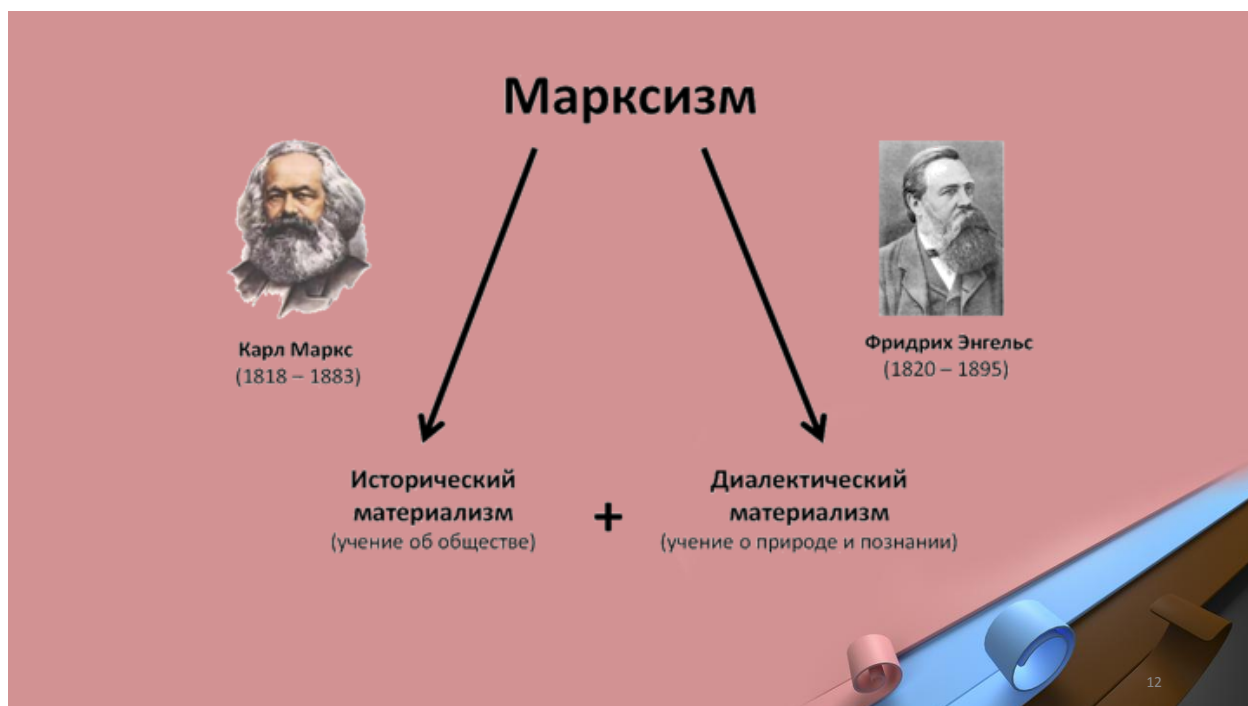 Марксизм
Карл Маркс
(1818 – 1883)
Фридрих Энгельс
(1820 – 1895)
Исторический
материализм
(учение об обществе)
+
Диалектический
материализм
(учение о природе и познании)
12